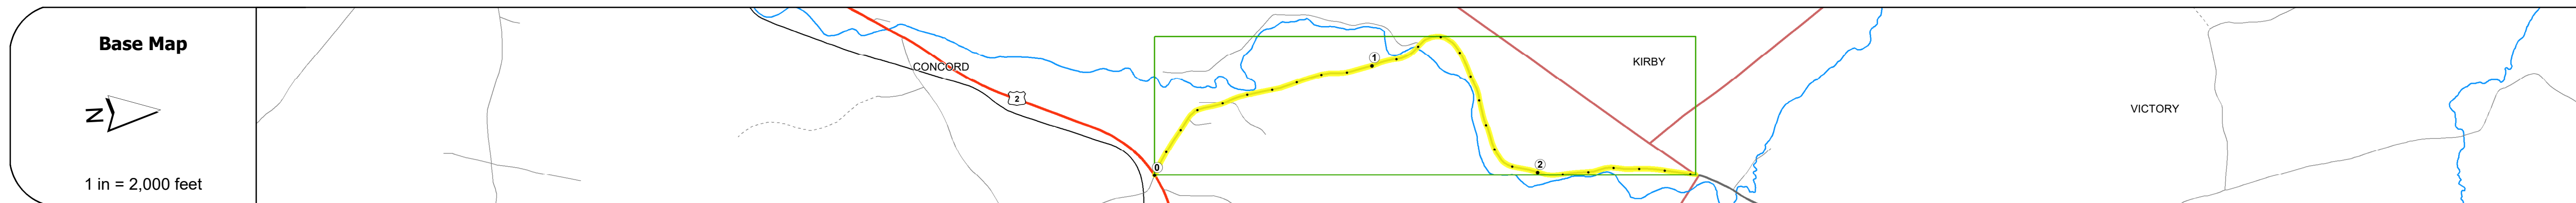 Base Map
N
1 in = 2,000 feet
CONCORD
2
0
1
2
KIRBY
VICTORY